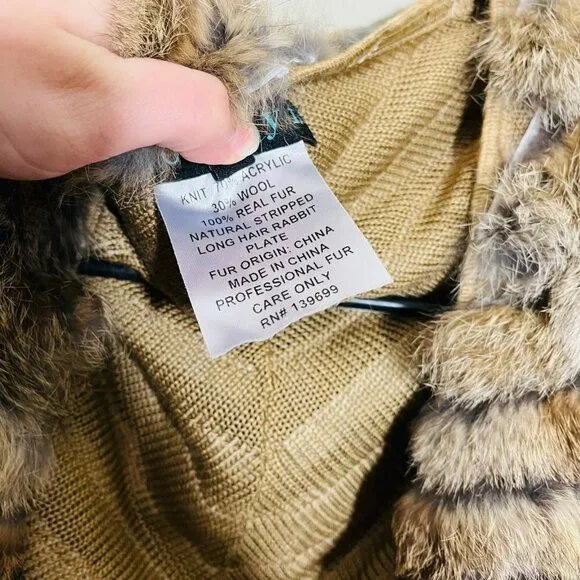 KNIT ACRYLIC
30% WOOL
100% REAL FUR
NATURAL STRIPPED
LONG HAIR RABBIT
PLATE
FUR ORIGIN: CHINA
MADE IN CHINA
PROFESSIONAL FUR
CARE ONLY
RN# 139699